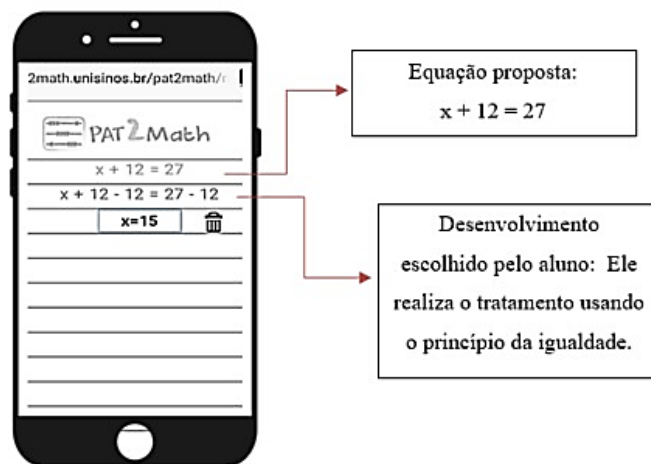 2math.unisinos.br/pat2math/
PAT2Math
x + 12 = 27
x + 12 - 12 = 27 - 12
x=15
Equação proposta:
x + 12 = 27
Desenvolvimento
escolhido pelo aluno: Ele
realiza o tratamento usando
o princípio da igualdade.